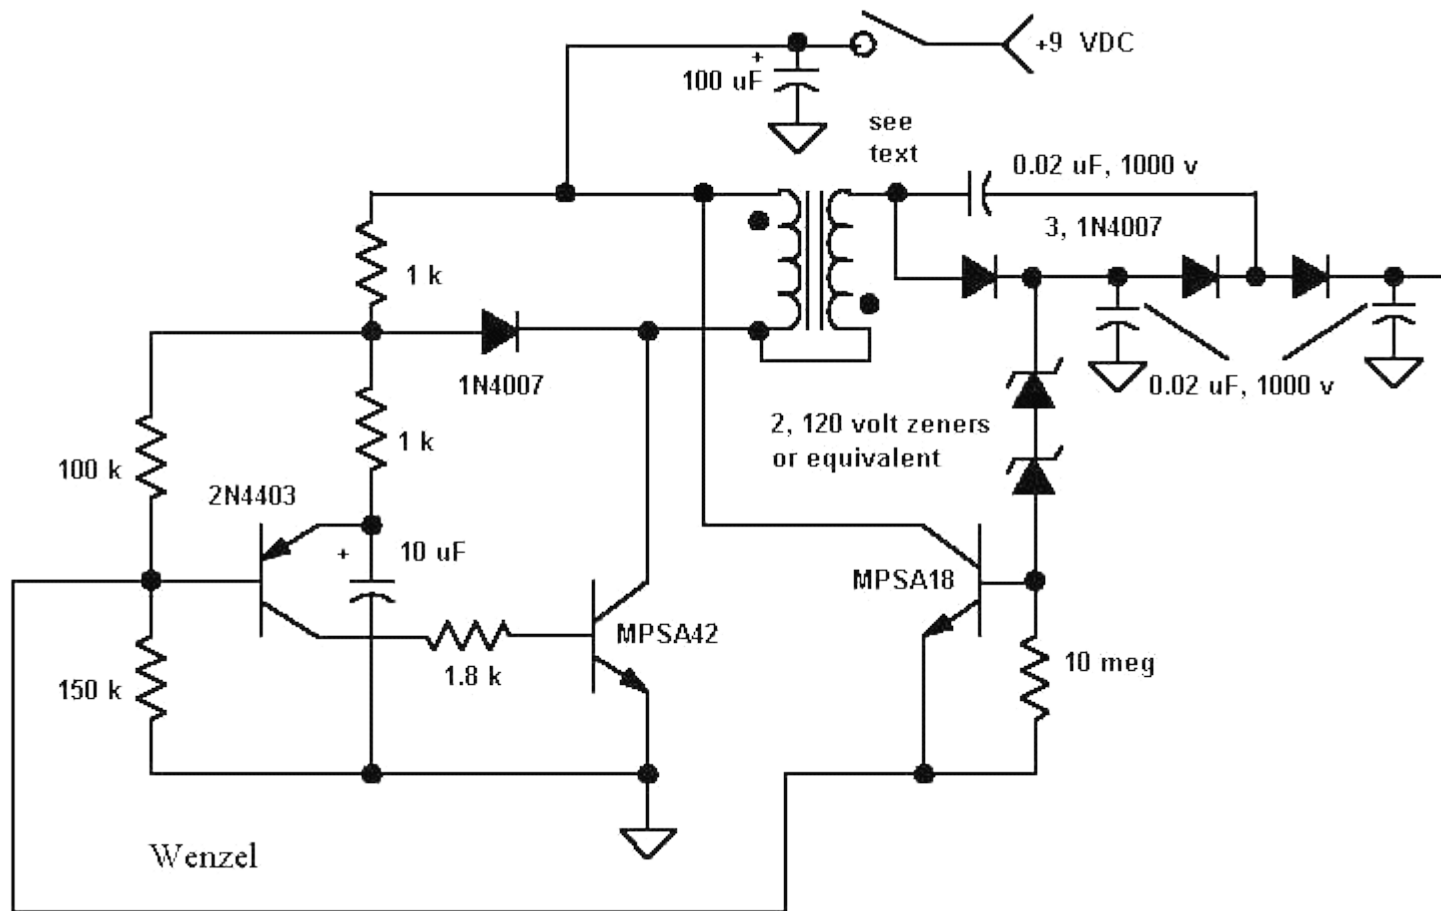 +9 VDC
+
100 uF
see
text
0.02 uF, 1000 v
3, 1N4007
1 k
1N4007
0.02 uF, 1000 v
1 k
2, 120 volt zeners
or equivalent
100 k
2N4403
+
10 uF
MPSA18
MPSA42
1.8 k
10 meg
150 k
Wenzel